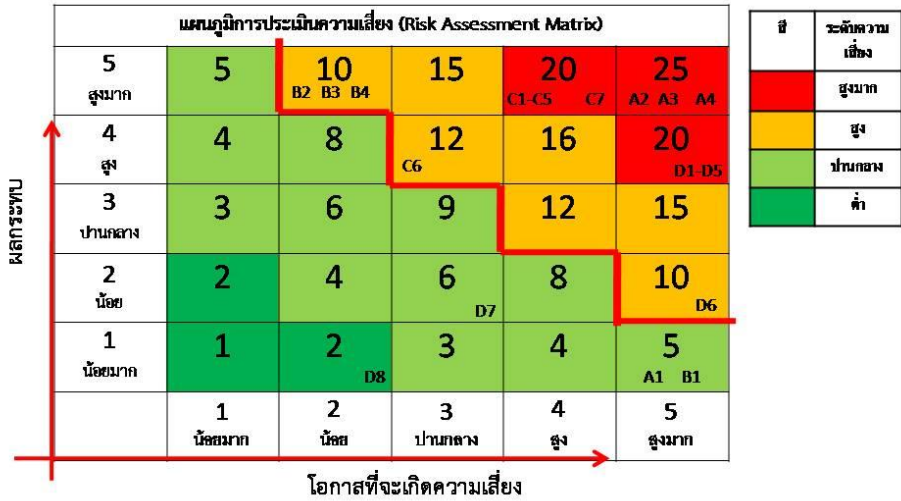 แผนภูมิการประเมินความเสี่ยง (Risk Assessment Matrix)
สี ระดับความเสี่ยง
สูงมาก
สูง
ปานกลาง
ต่ำ
ผลกระทบ
5 สูงมาก 5 10 15 20 25
B2 B3 B4 C1-C5 C7 A2 A3 A4
4 สูง 4 8 12 16 20
C6 D1-D5
3 ปานกลาง 3 6 9 12 15
2 น้อย 2 4 6 8 10
D7 D6
1 น้อยมาก 1 2 3 4 5
D8 A1 B1
1 2 3 4 5
น้อยมาก น้อย ปานกลาง สูง สูงมาก
โอกาสที่จะเกิดความเสี่ยง